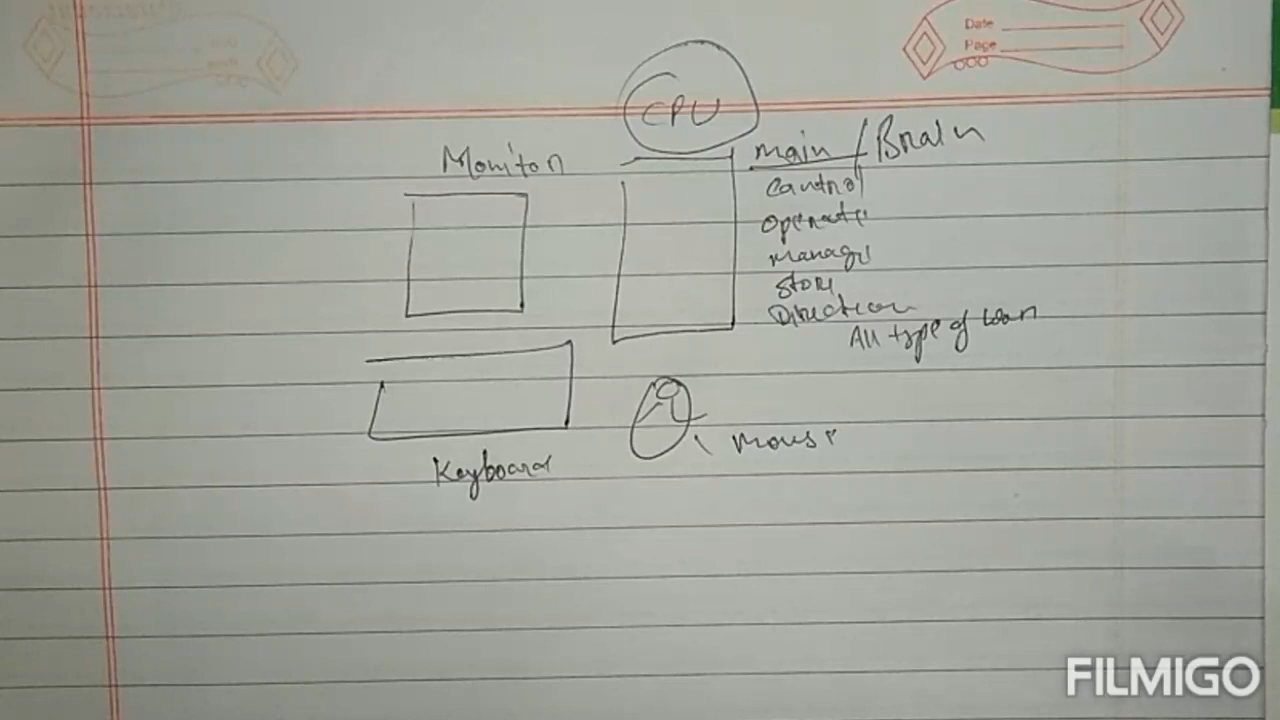 Date
Page
CPU
Monitor
Main / Brain
Control
Operate
Manage
Store
Direction
All type of
Keyboard
Mouse
FILMIGO